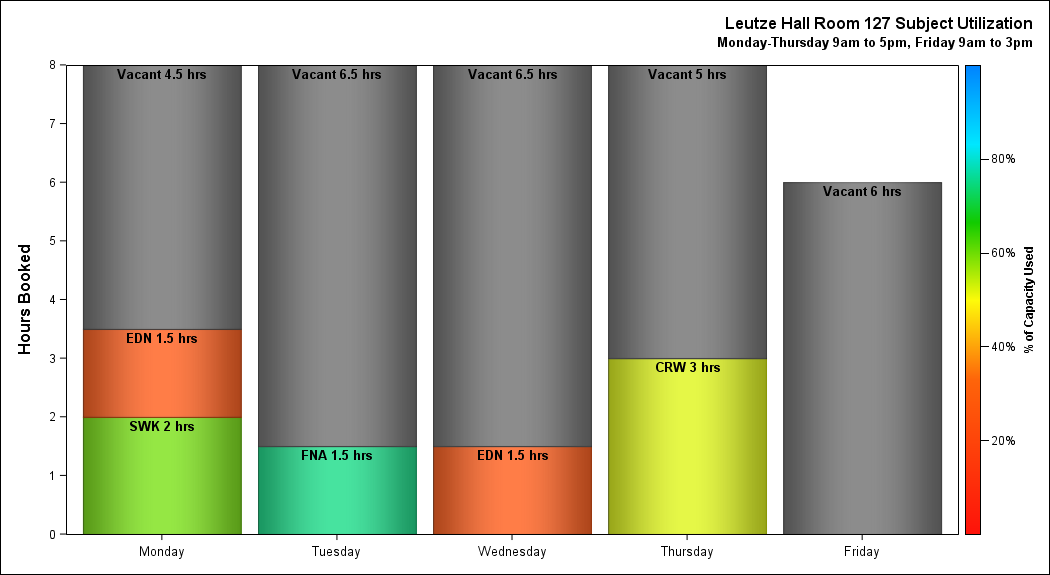 Leutze Hall Room 127 Subject Utilization
Monday-Thursday 9am to 5pm, Friday 9am to 3pm
Hours Booked
8
7
6
5
4
3
2
1
0
Vacant 4.5 hrs
EDN 1.5 hrs
SWK 2 hrs
Vacant 6.5 hrs
FNA 1.5 hrs
Vacant 6.5 hrs
EDN 1.5 hrs
Vacant 5 hrs
CRW 3 hrs
Vacant 6 hrs
Monday
Tuesday
Wednesday
Thursday
Friday
80%
60%
40%
20%
% of Capacity Used